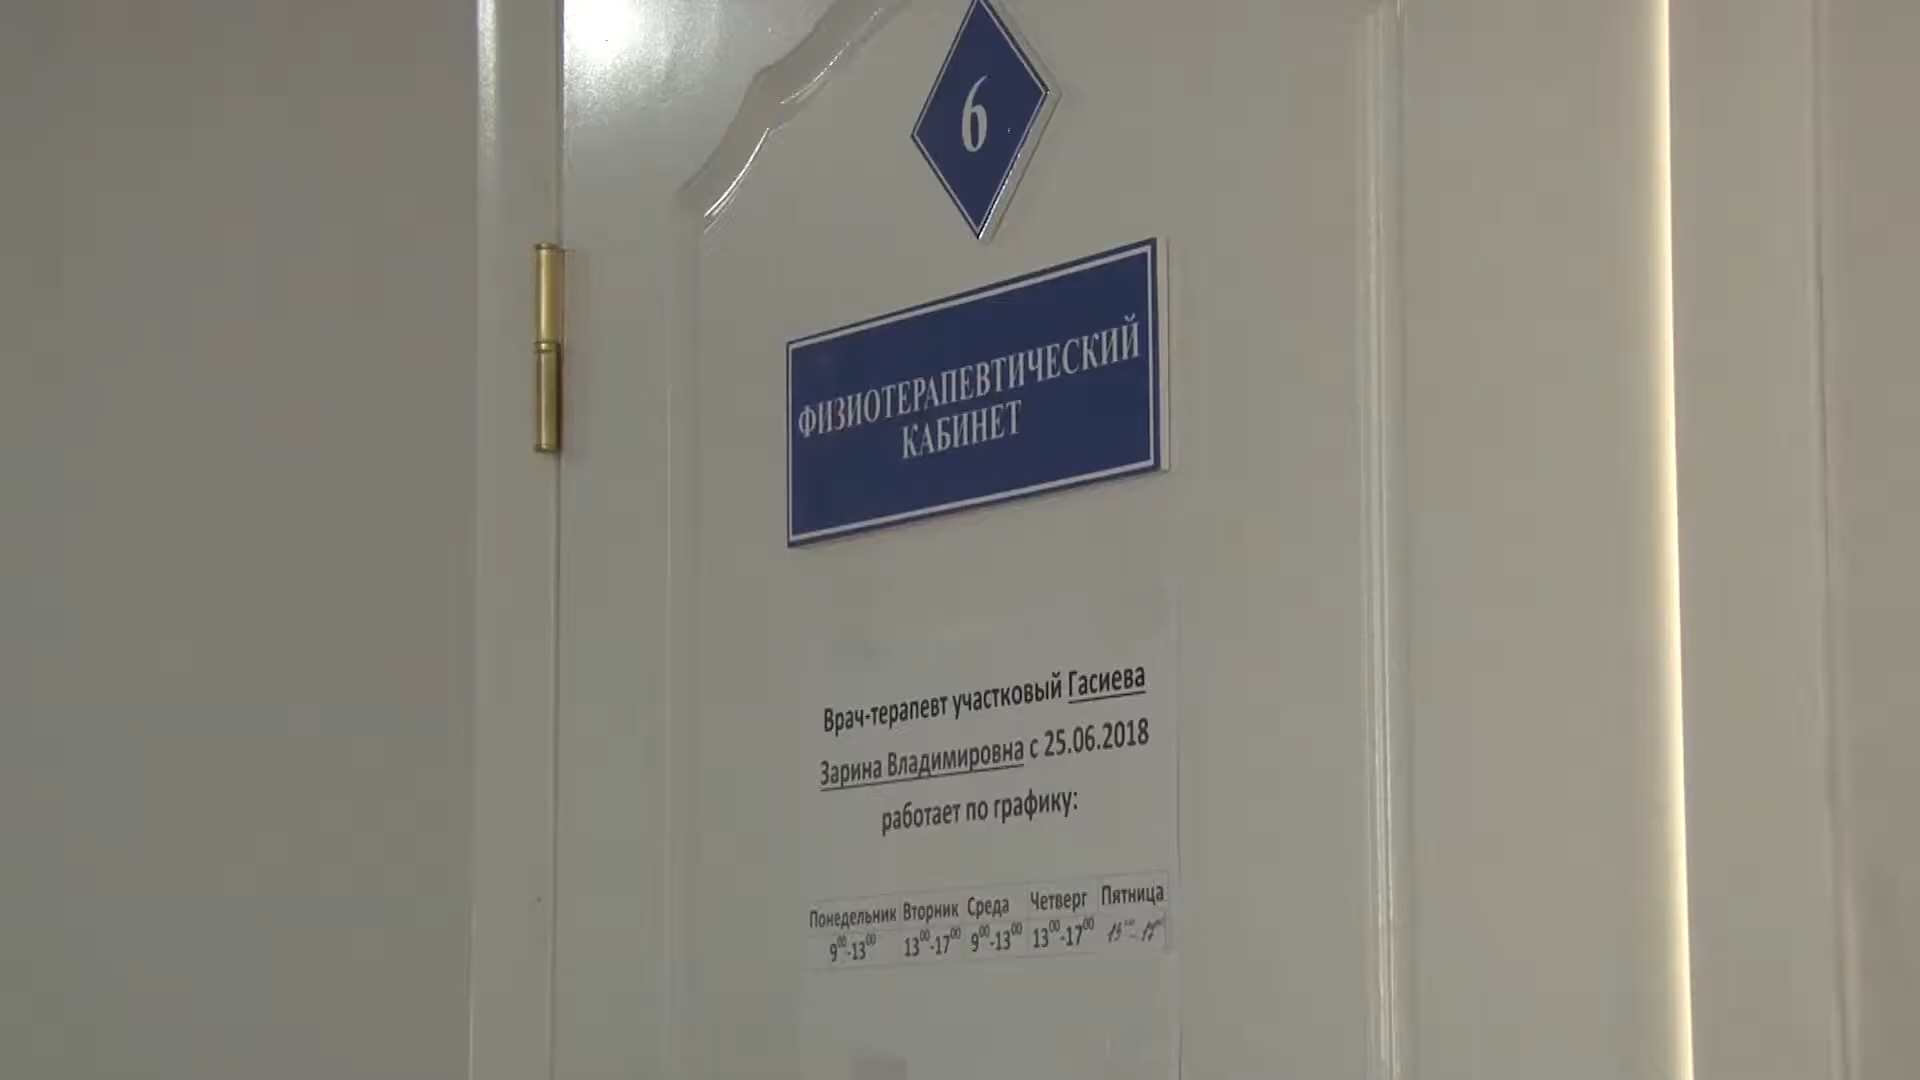 6
ФИЗИОТЕРАПЕВТИЧЕСКИЙ
КАБИНЕТ
Врач-терапевт участковый Гасиева
Зарина Владимировна с 25.06.2018
работает по графику:
Понедельник Вторник Среда Четверг Пятница
9⁰⁰-13⁰⁰ 13⁰⁰-17⁰⁰ 9⁰⁰-13⁰⁰ 13⁰⁰-17⁰⁰